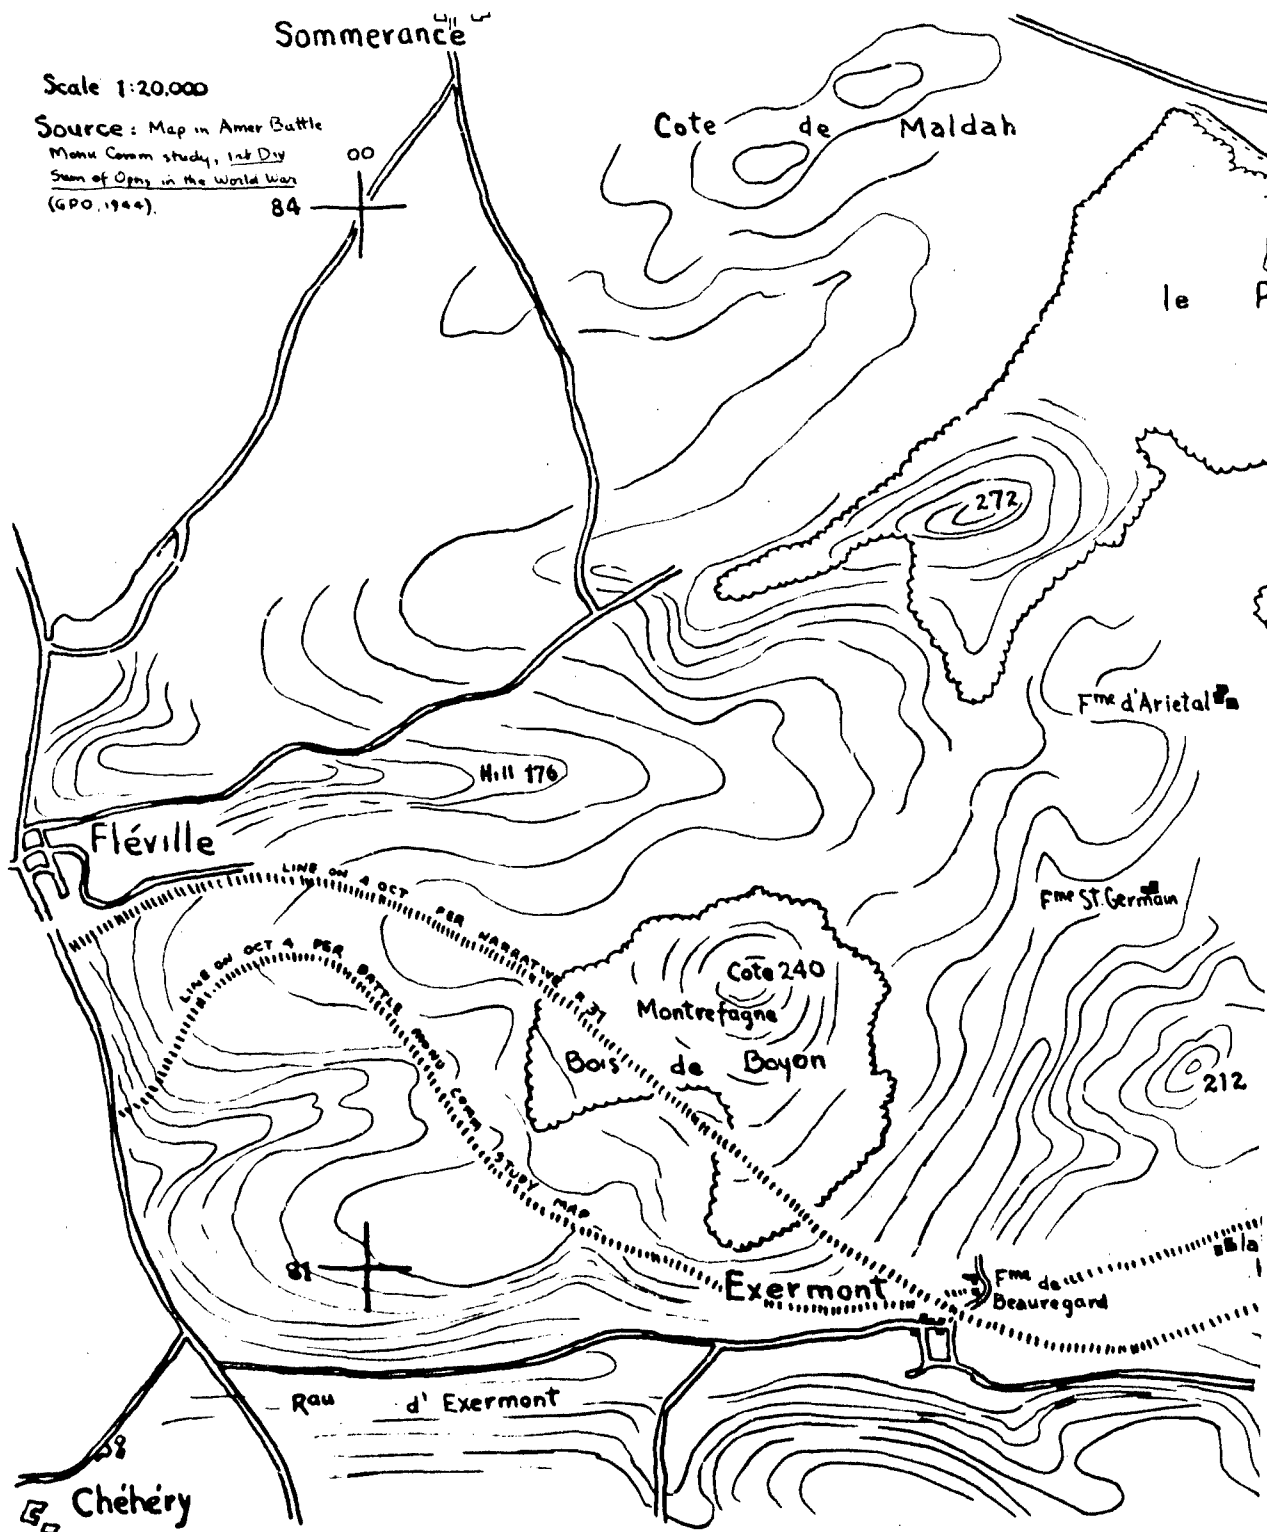 Sommerance
Scale 1:20,000
Source: Map in Amer Battle
Monu Comm study, 1st Div
Sum of Opns in the World War
(GPO, 1944).
00
84
Cote de Maldah
le P
272
Fme d'Arietal
Hill 176
Fléville
LINE ON 4 OCT PER NARRATIVE P. 37
Fme St. Germain
LINE ON OCT 4 PER BATTLE MONU COMM STUDY MAP
Cote 240
Montrefagne
Bois de Boyon
212
la
81
Exermont
Fme de
Beauregard
Rau d'Exermont
Chéhéry